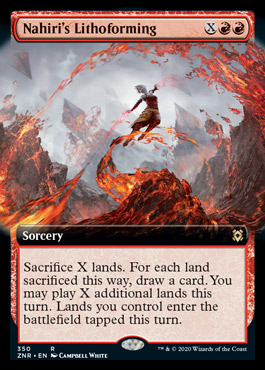 Nahiri's Lithoforming X
Sorcery
Sacrifice X lands. For each land
sacrificed this way, draw a card. You
may play X additional lands this
turn. Lands you control enter the
battlefield tapped this turn.
350 R
ZNR • EN CAMPBELL WHITE
™ & © 2020 Wizards of the Coast